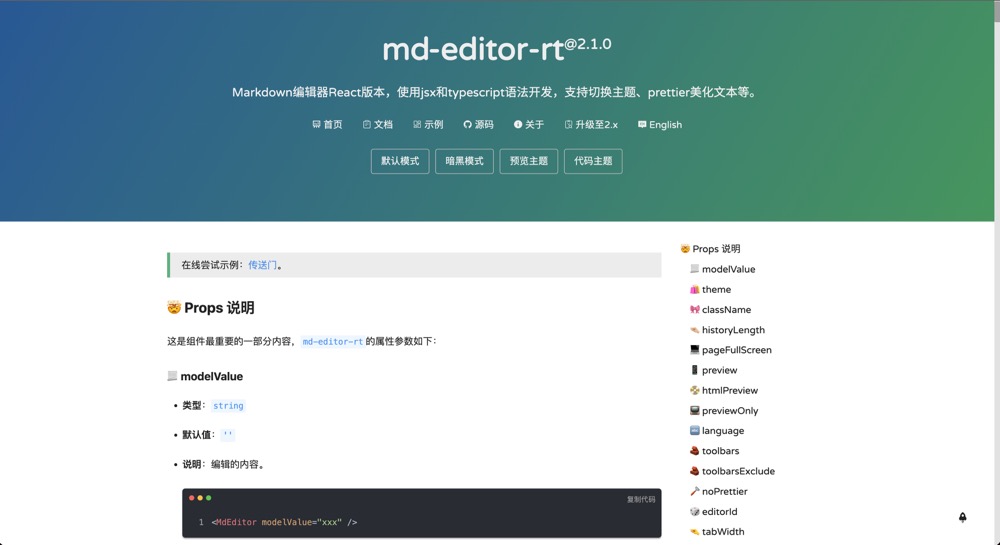 md-editor-rt@2.1.0
Markdown编辑器React版本，使用jsx和typescript语法开发，支持切换主题、prettier美化文本等。
首页 文档 示例 源码 关于 升级至2.x English
默认模式 暗黑模式 预览主题 代码主题
在线尝试示例：传送门。
🤯 Props 说明
这是组件最重要的一部分内容，md-editor-rt的属性参数如下：
📃 modelValue
• 类型：string
• 默认值：''
• 说明：编辑的内容。
复制代码
1 <MdEditor modelValue="xxx" />
🤯 Props 说明
modelValue
theme
className
historyLength
pageFullScreen
preview
htmlPreview
previewOnly
language
toolbars
toolbarsExclude
noPrettier
editorId
tabWidth